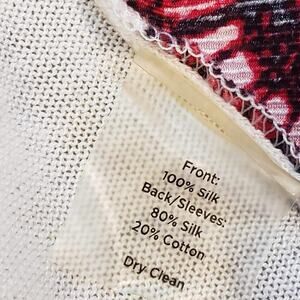 Front:
100% Silk
Back/Sleeves:
80% Silk
20% Cotton
Dry Clean